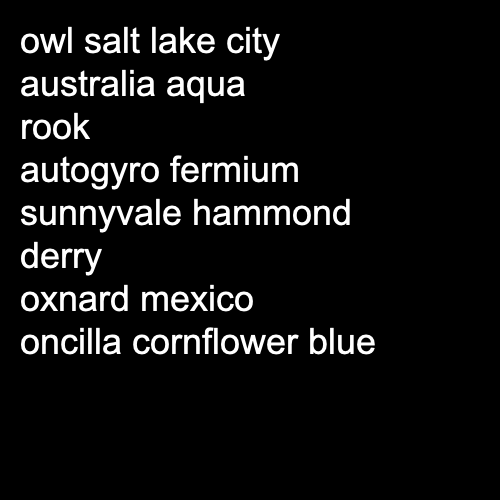 owl salt lake city
australia aqua
rook
autogyro fermium
sunnyvale hammond
derry
oxnard mexico
oncilla cornflower blue